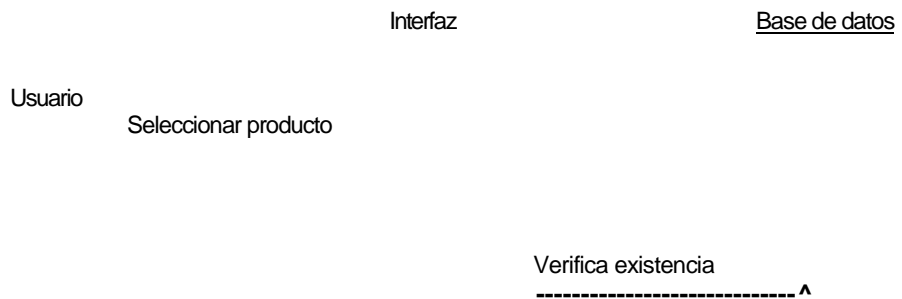 Interfaz Base de datos
Usuario
Seleccionar producto
Verifica existencia
-----------------------------^